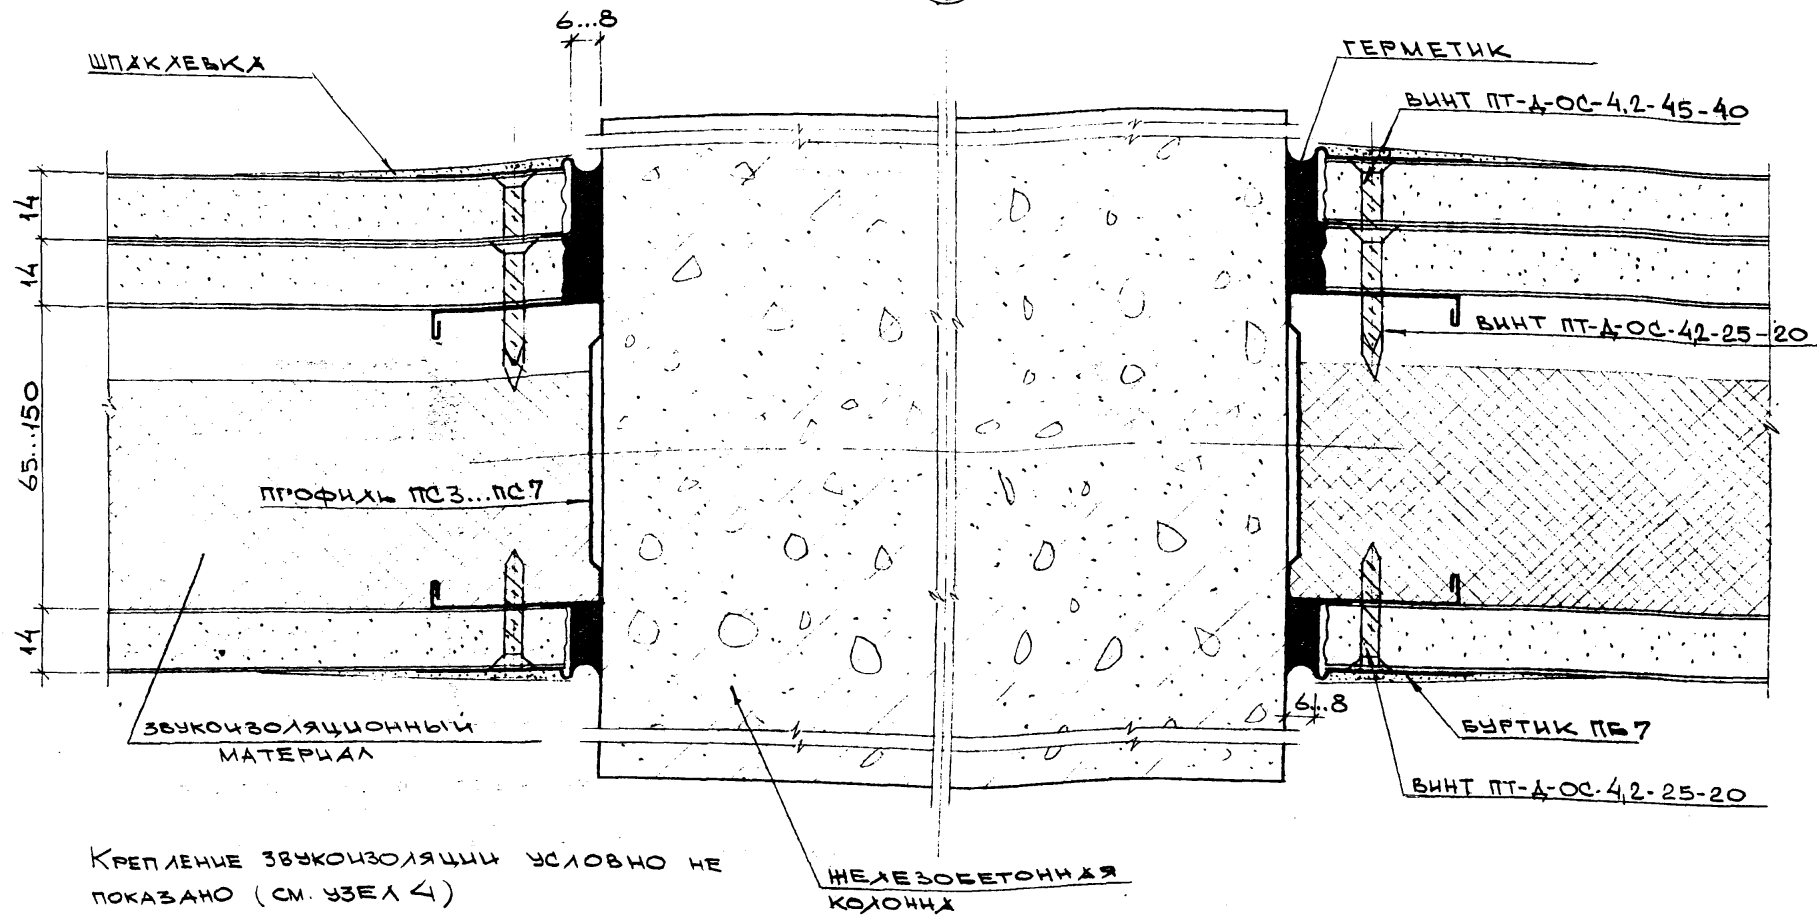 6...8
ШПАКЛЕВКА
ГЕРМЕТИК
ВИНТ ПТ-Д-ОС-4,2-45-40
14
14
ВИНТ ПТ-Д-ОС-4,2-25-20
65...150
ПРОФИЛЬ ПС3...ПС7
14
6...8
ЗВУКОИЗОЛЯЦИОННЫЙ
МАТЕРИАЛ
БУРТИК ПБ7
ВИНТ ПТ-Д-ОС-4,2-25-20
КРЕПЛЕНИЕ ЗВУКОИЗОЛЯЦИИ УСЛОВНО НЕ
ПОКАЗАНО (СМ. УЗЕЛ 4)
ЖЕЛЕЗОБЕТОННАЯ
КОЛОННА